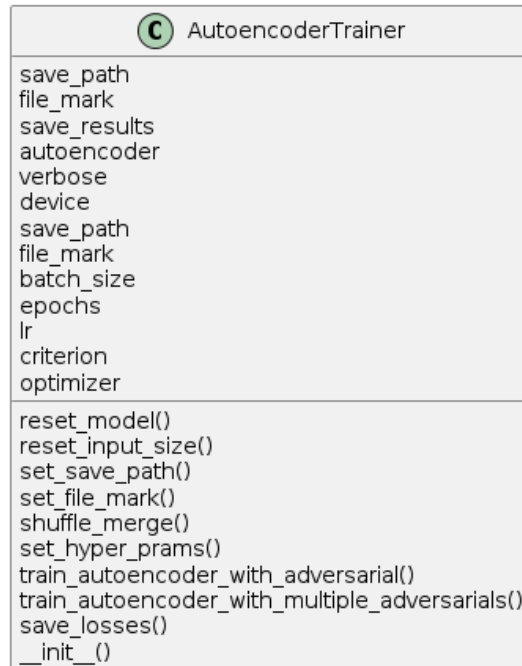 C AutoencoderTrainer
save_path
file_mark
save_results
autoencoder
verbose
device
save_path
file_mark
batch_size
epochs
lr
criterion
optimizer
reset_model()
reset_input_size()
set_save_path()
set_file_mark()
shuffle_merge()
set_hyper_prams()
train_autoencoder_with_adversarial()
train_autoencoder_with_multiple_adversarials()
save_losses()
__init__()